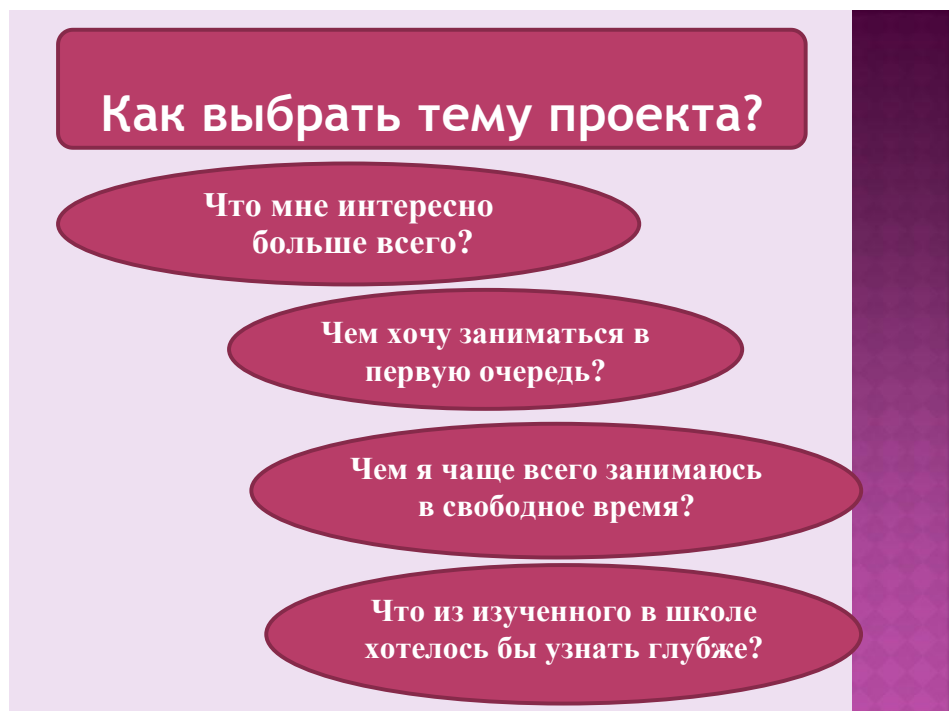 Как выбрать тему проекта?
Что мне интересно
больше всего?
Чем хочу заниматься в
первую очередь?
Чем я чаще всего занимаюсь
в свободное время?
Что из изученного в школе
хотелось бы узнать глубже?